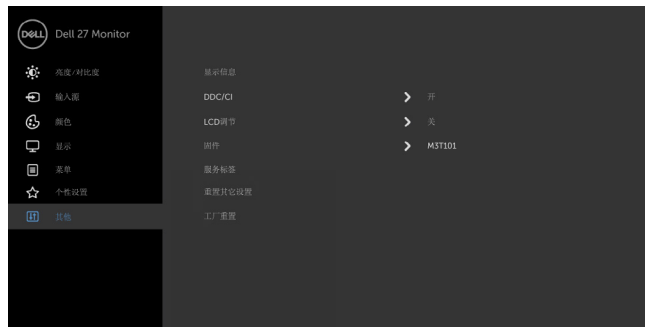 DELL Dell 27 Monitor
亮度/对比度
输入源
颜色
显示
菜单
个性设置
其他
显示信息
DDC/CI 开
LCD调节 关
固件 M3T101
服务标签
重置其它设置
工厂重置